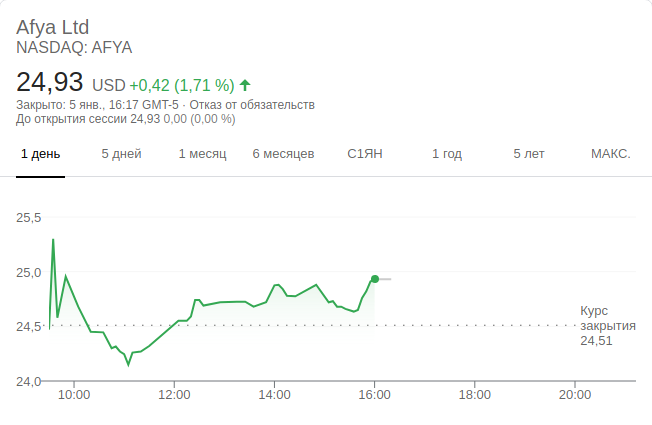 Afya Ltd
NASDAQ: AFYA
24,93 USD +0,42 (1,71 %)
Закрыто: 5 янв., 16:17 GMT-5 · Отказ от обязательств
До открытия сессии 24,93 0,00 (0,00 %)
1 день 5 дней 1 месяц 6 месяцев С1ЯН 1 год 5 лет МАКС.
25,5
25,0
24,5
24,0
Курс
закрытия
24,51
10:00 12:00 14:00 16:00 18:00 20:00